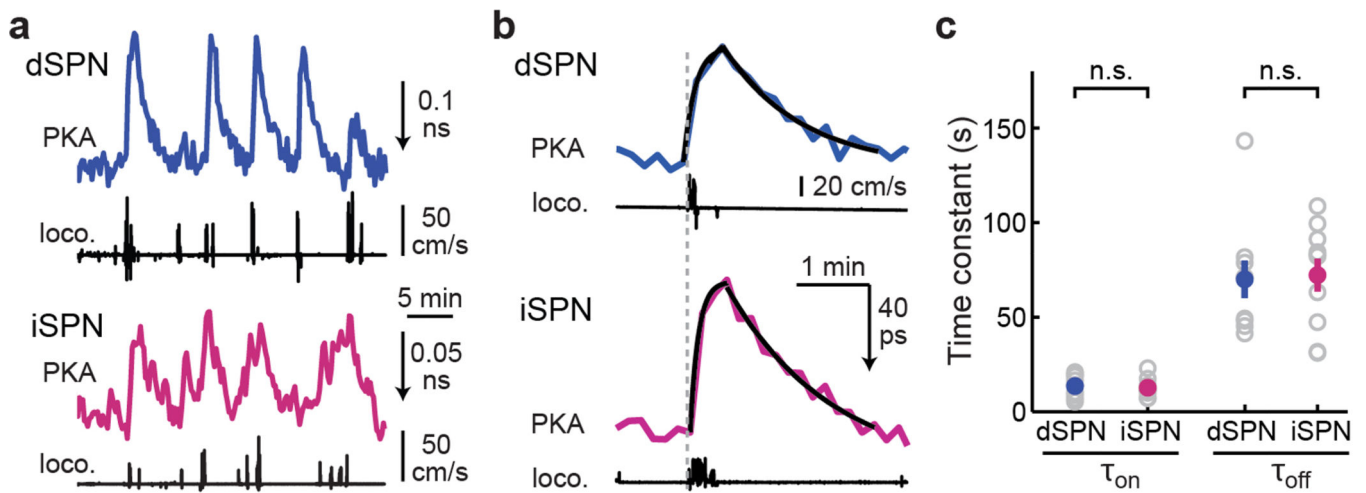 a
dSPN
PKA
0.1
ns
loco.
50
cm/s
5 min
iSPN
PKA
0.05
ns
loco.
50
cm/s
b
dSPN
PKA
20 cm/s
loco.
iSPN
1 min
40
ps
PKA
loco.
c
n.s. n.s.
Time constant (s)
150
100
50
0
dSPN iSPN dSPN iSPN
τon τoff